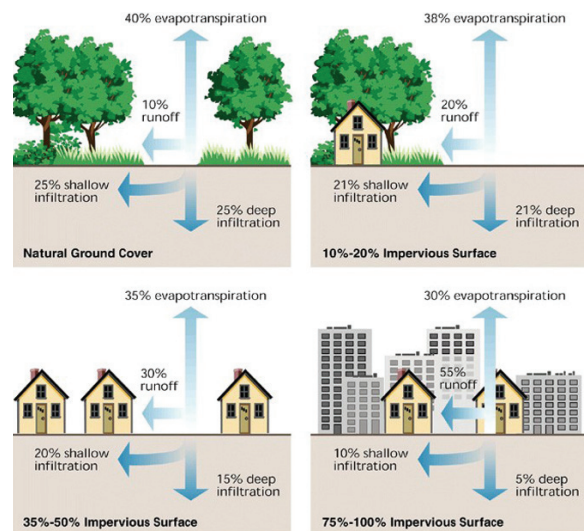 40% evapotranspiration
10%
runoff
25% shallow
infiltration
25% deep
infiltration
Natural Ground Cover
38% evapotranspiration
20%
runoff
21% shallow
infiltration
21% deep
infiltration
10%-20% Impervious Surface
35% evapotranspiration
30%
runoff
20% shallow
infiltration
15% deep
infiltration
35%-50% Impervious Surface
30% evapotranspiration
55%
runoff
10% shallow
infiltration
5% deep
infiltration
75%-100% Impervious Surface